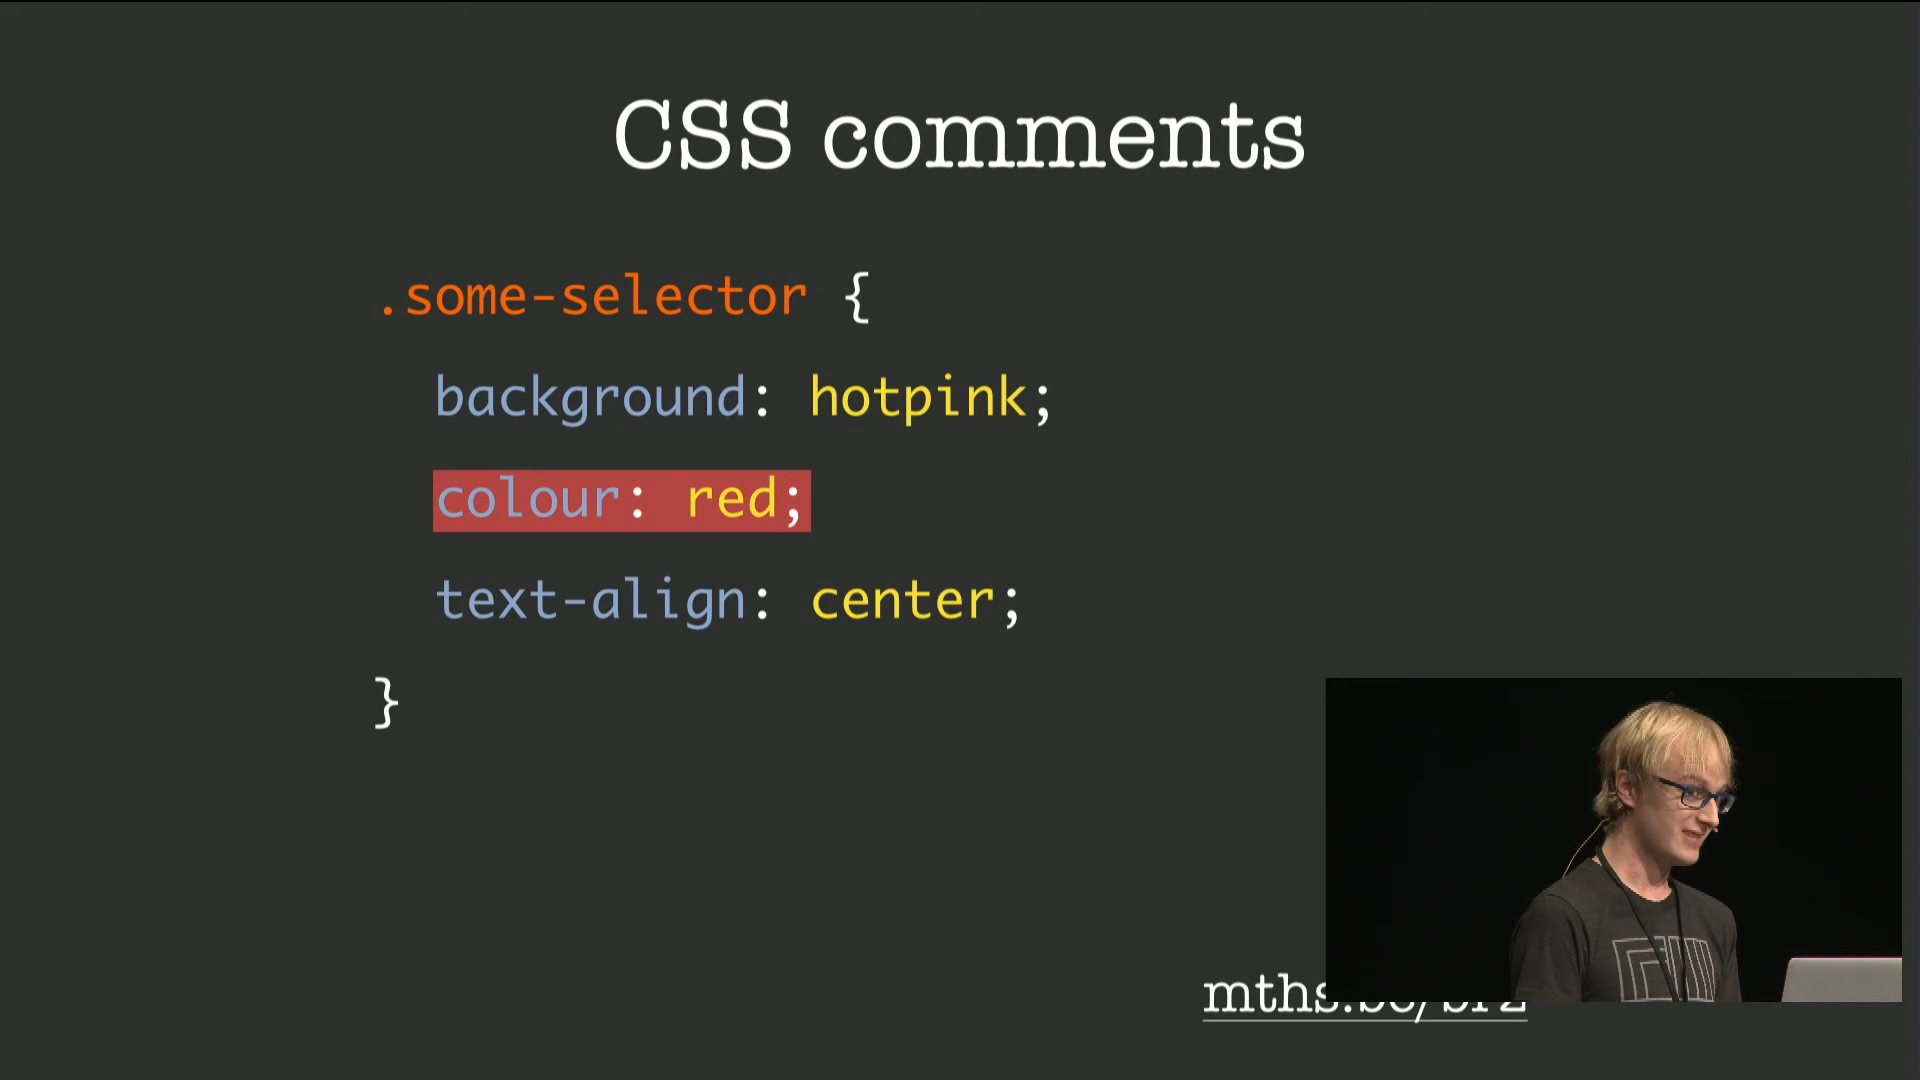 CSS comments
.some-selector {
background: hotpink;
colour: red;
text-align: center;
}